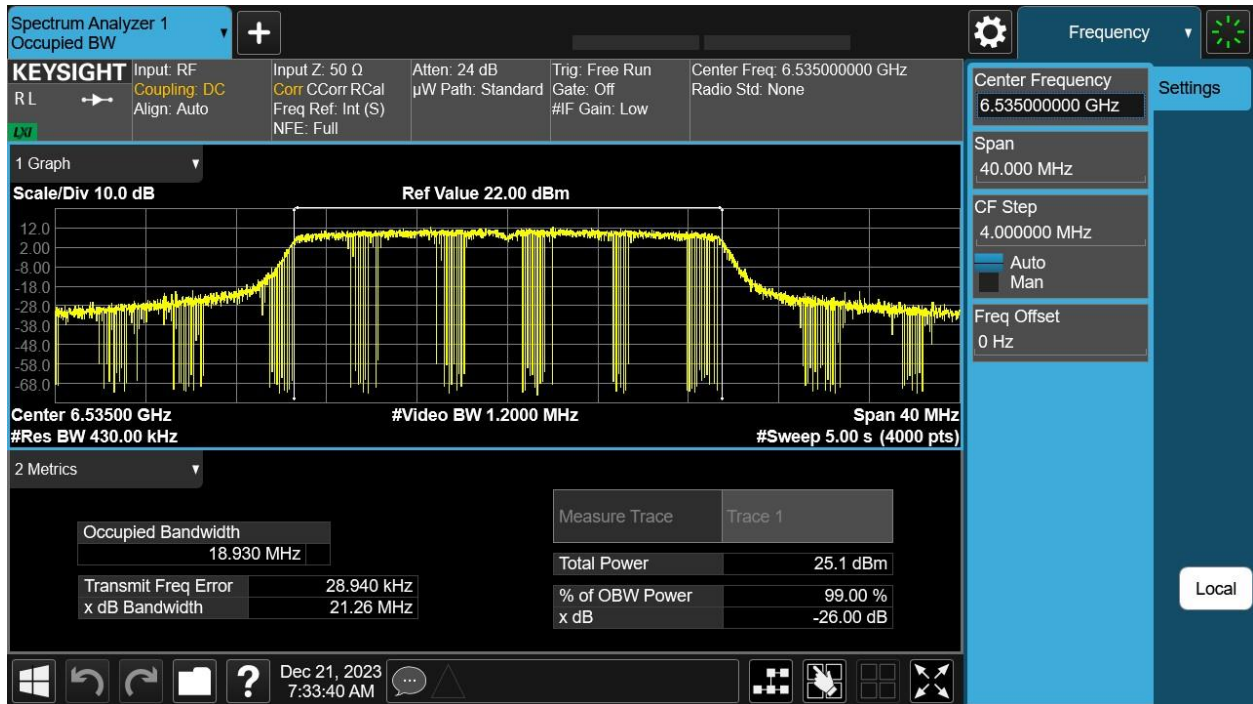 Spectrum Analyzer 1
Occupied BW
+
Frequency
KEYSIGHT
R L
LXI
Input: RF
Coupling: DC
Align: Auto
Input Z: 50 Ω
Corr CCorr RCal
Freq Ref: Int (S)
NFE: Full
Atten: 24 dB
µW Path: Standard
Trig: Free Run
Gate: Off
#IF Gain: Low
Center Freq: 6.535000000 GHz
Radio Std: None
Center Frequency
6.535000000 GHz
Settings
Span
40.000 MHz
CF Step
4.000000 MHz
Auto
Man
Freq Offset
0 Hz
Local
1 Graph
Scale/Div 10.0 dB
Ref Value 22.00 dBm
12.0
2.00
-8.00
-18.0
-28.0
-38.0
-48.0
-58.0
-68.0
Center 6.53500 GHz
#Video BW 1.2000 MHz
Span 40 MHz
#Res BW 430.00 kHz
#Sweep 5.00 s (4000 pts)
2 Metrics
Occupied Bandwidth
18.930 MHz
Transmit Freq Error 28.940 kHz
x dB Bandwidth 21.26 MHz
Measure Trace Trace 1
Total Power 25.1 dBm
% of OBW Power 99.00 %
x dB -26.00 dB
?
Dec 21, 2023
7:33:40 AM